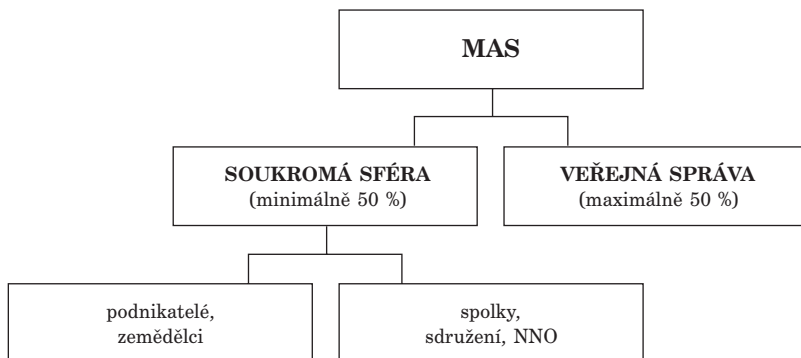 MAS
SOUKROMÁ SFÉRA
(minimálně 50 %)
VEŘEJNÁ SPRÁVA
(maximálně 50 %)
podnikatelé,
zemědělci
spolky,
sdružení, NNO